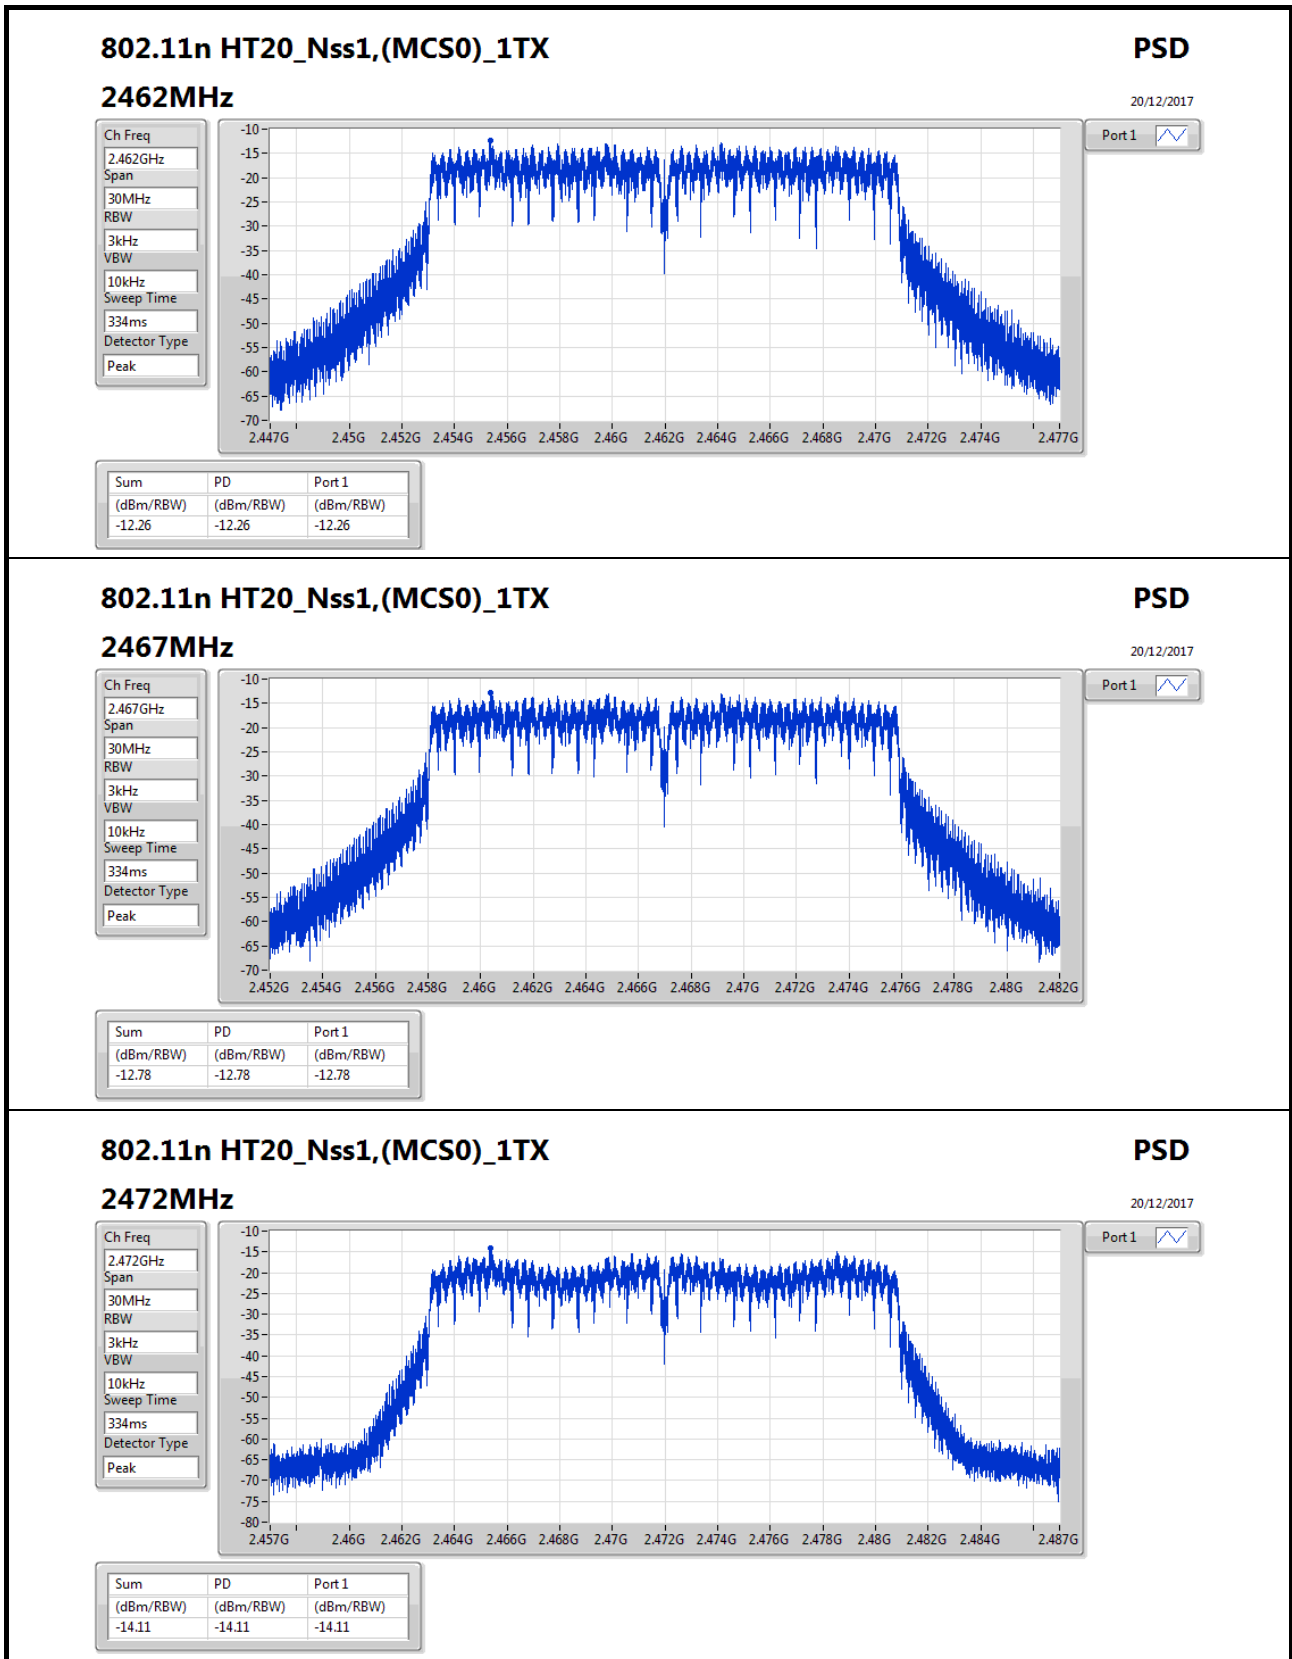 802.11n HT20_Nss1,(MCS0)_1TX PSD
2462MHz 20/12/2017
Ch Freq
2.462GHz
Span
30MHz
RBW
3kHz
VBW
10kHz
Sweep Time
334ms
Detector Type
Peak
-10
-15
-20
-25
-30
-35
-40
-45
-50
-55
-60
-65
-70
2.447G 2.45G 2.452G 2.454G 2.456G 2.458G 2.46G 2.462G 2.464G 2.466G 2.468G 2.47G 2.472G 2.474G 2.477G
Port 1
Sum PD Port 1
(dBm/RBW) (dBm/RBW) (dBm/RBW)
-12.26 -12.26 -12.26
802.11n HT20_Nss1,(MCS0)_1TX PSD
2467MHz 20/12/2017
Ch Freq
2.467GHz
Span
30MHz
RBW
3kHz
VBW
10kHz
Sweep Time
334ms
Detector Type
Peak
-10
-15
-20
-25
-30
-35
-40
-45
-50
-55
-60
-65
-70
2.452G 2.454G 2.456G 2.458G 2.46G 2.462G 2.464G 2.466G 2.468G 2.47G 2.472G 2.474G 2.476G 2.478G 2.48G 2.482G
Port 1
Sum PD Port 1
(dBm/RBW) (dBm/RBW) (dBm/RBW)
-12.78 -12.78 -12.78
802.11n HT20_Nss1,(MCS0)_1TX PSD
2472MHz 20/12/2017
Ch Freq
2.472GHz
Span
30MHz
RBW
3kHz
VBW
10kHz
Sweep Time
334ms
Detector Type
Peak
-10
-15
-20
-25
-30
-35
-40
-45
-50
-55
-60
-65
-70
-75
-80
2.457G 2.46G 2.462G 2.464G 2.466G 2.468G 2.47G 2.472G 2.474G 2.476G 2.478G 2.48G 2.482G 2.484G 2.487G
Port 1
Sum PD Port 1
(dBm/RBW) (dBm/RBW) (dBm/RBW)
-14.11 -14.11 -14.11